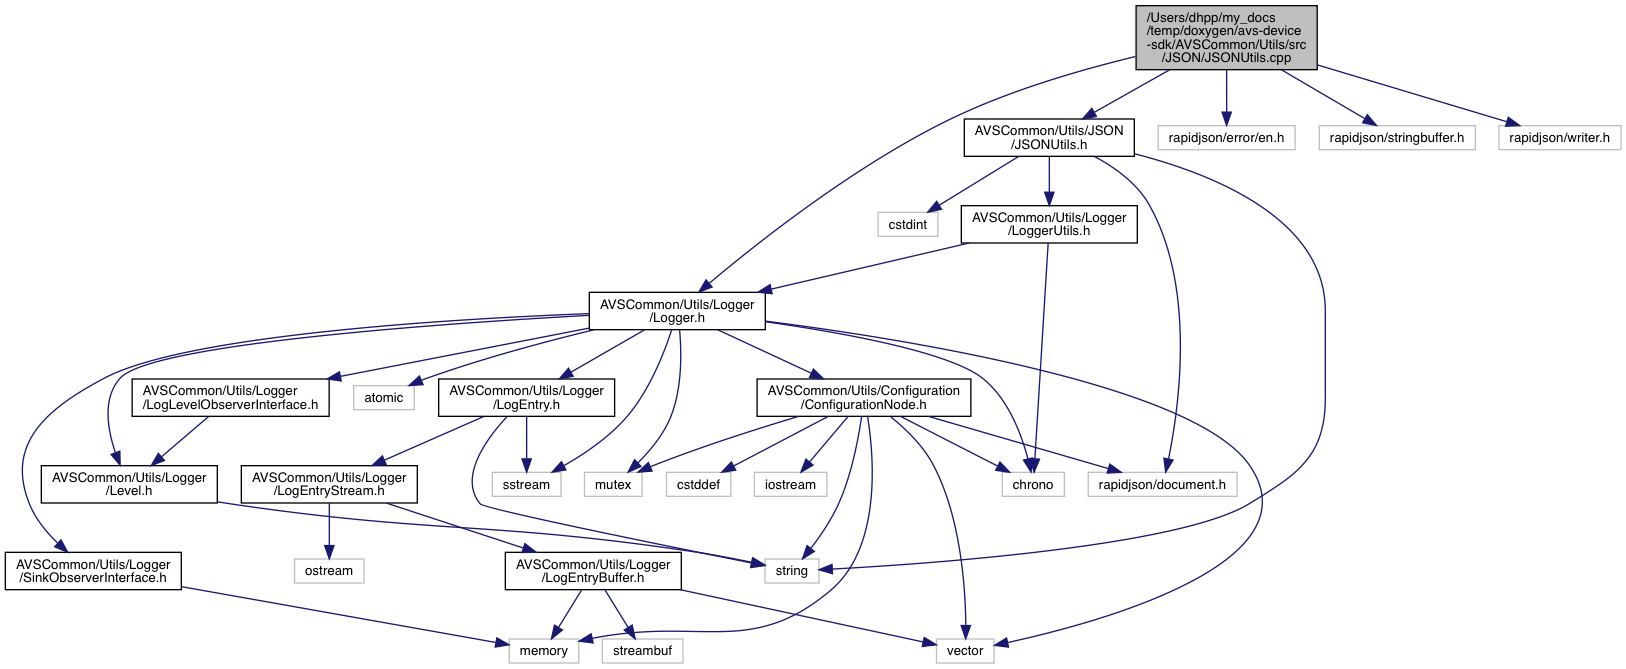 /Users/dhpp/my_docs
/temp/doxygen/avs-device
-sdk/AVSCommon/Utils/src
/JSON/JSONUtils.cpp
AVSCommon/Utils/JSON
/JSONUtils.h
rapidjson/error/en.h
rapidjson/stringbuffer.h
rapidjson/writer.h
cstdint
AVSCommon/Utils/Logger
/LoggerUtils.h
AVSCommon/Utils/Logger
/Logger.h
AVSCommon/Utils/Logger
/LogLevelObserverInterface.h
atomic
AVSCommon/Utils/Logger
/LogEntry.h
AVSCommon/Utils/Configuration
/ConfigurationNode.h
AVSCommon/Utils/Logger
/Level.h
AVSCommon/Utils/Logger
/LogEntryStream.h
sstream
mutex
cstddef
iostream
chrono
rapidjson/document.h
AVSCommon/Utils/Logger
/SinkObserverInterface.h
ostream
AVSCommon/Utils/Logger
/LogEntryBuffer.h
string
memory
streambuf
vector